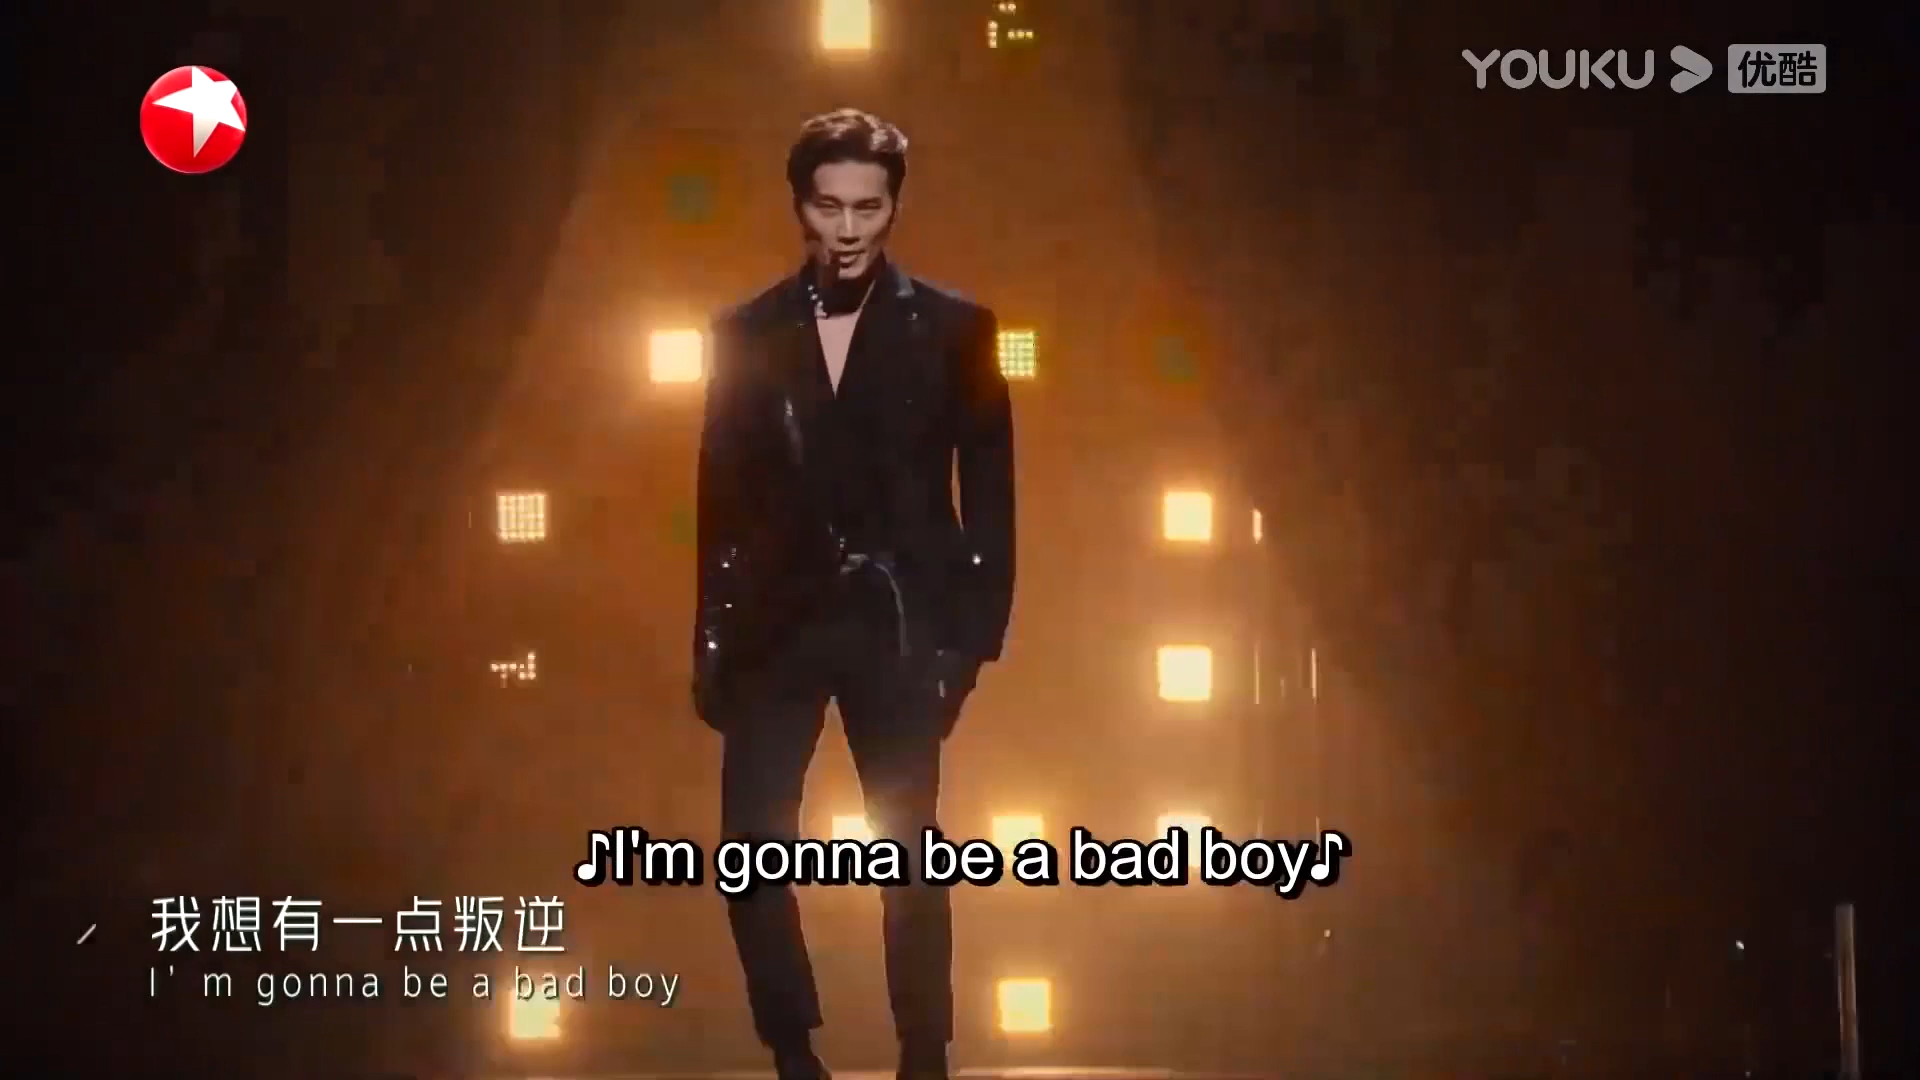 YOUKU 优酷
♪I'm gonna be a bad boy♪
我想有一点叛逆
I'm gonna be a bad boy